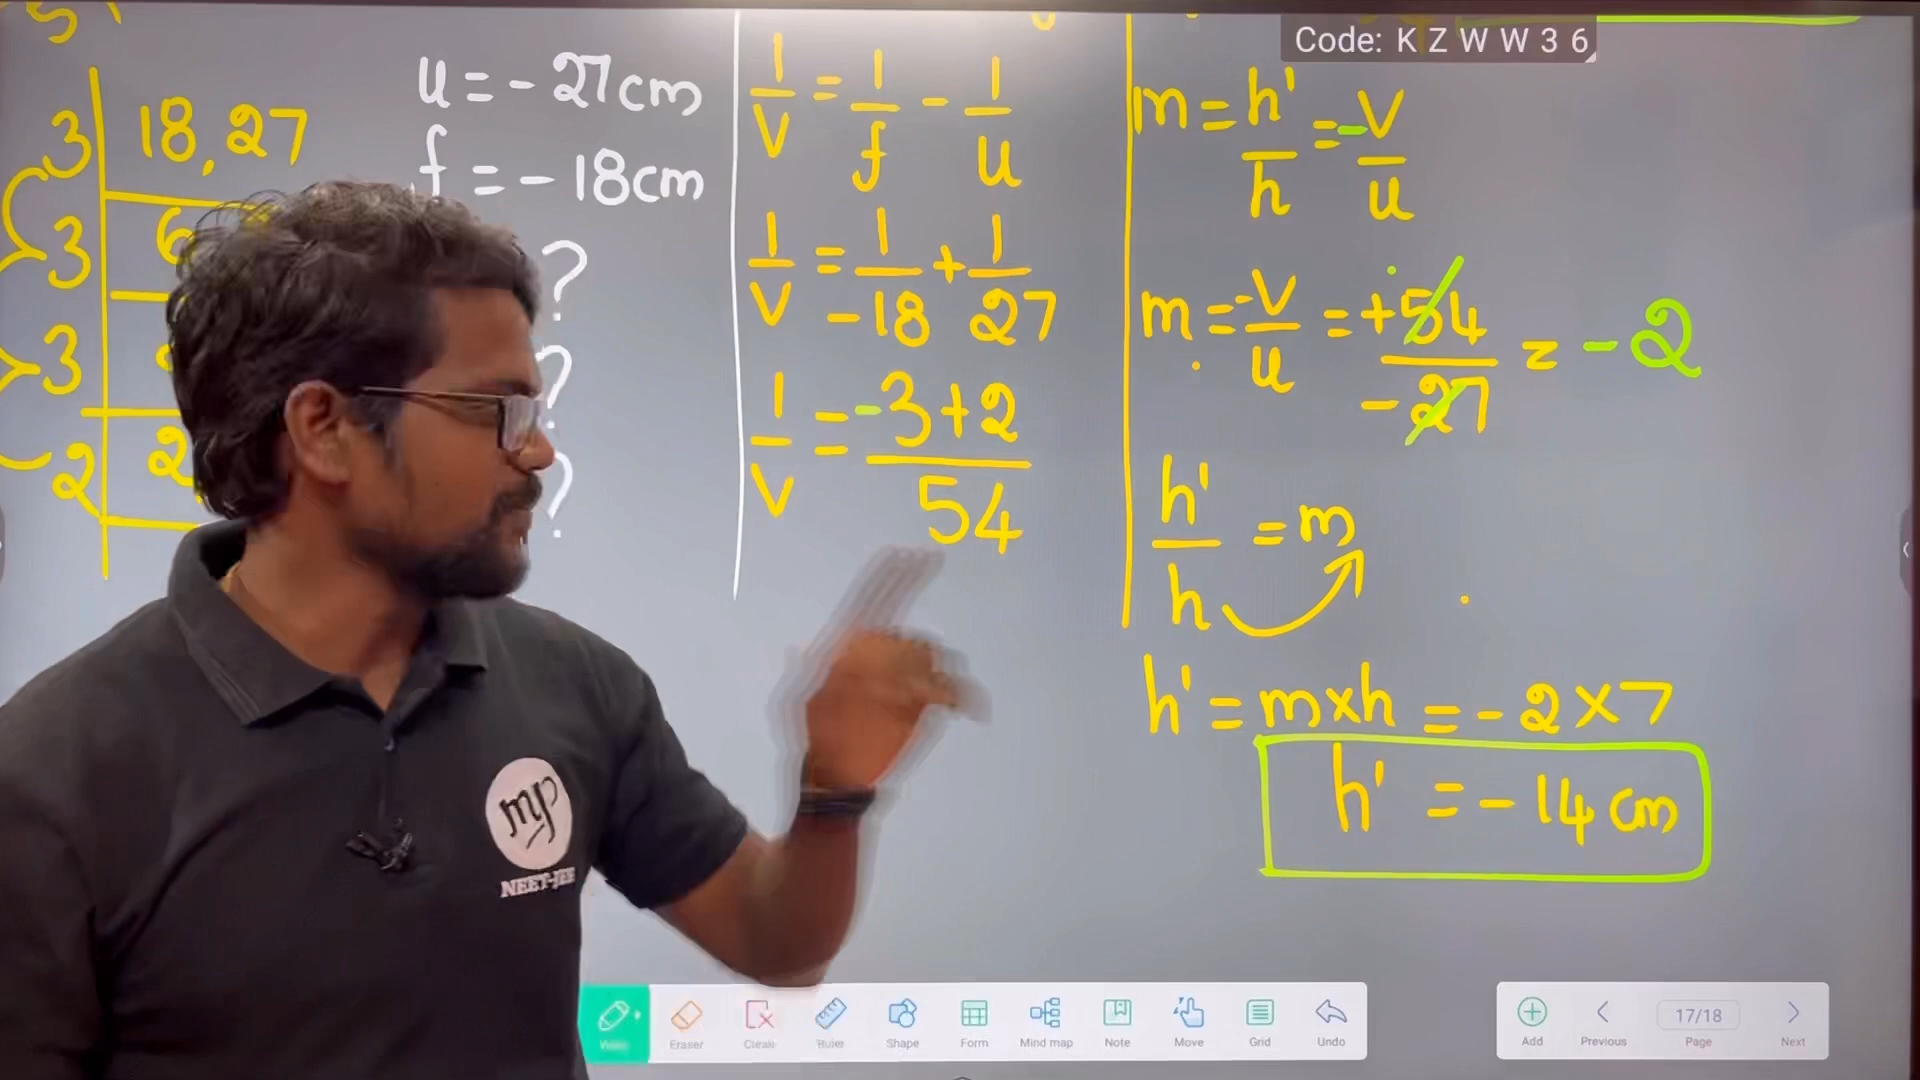 Code: K Z W W 3 6
3 | 18, 27
3 | 6
3
2 | 2
u = - 27cm
f = - 18cm
?
?
?
1/v = 1/f - 1/u
1/v = 1/-18 + 1/27
1/v = -3+2/54
m = h'/h = -v/u
m = -v/u = +54/-27 = -2
h'/h = m
h' = m×h = -2×7
h' = -14 cm
mp
NEET-JEE
Eraser
Clear
Ruler
Shape
Form
Mind map
Note
Move
Grid
Undo
Add
Previous
17/18
Page
Next